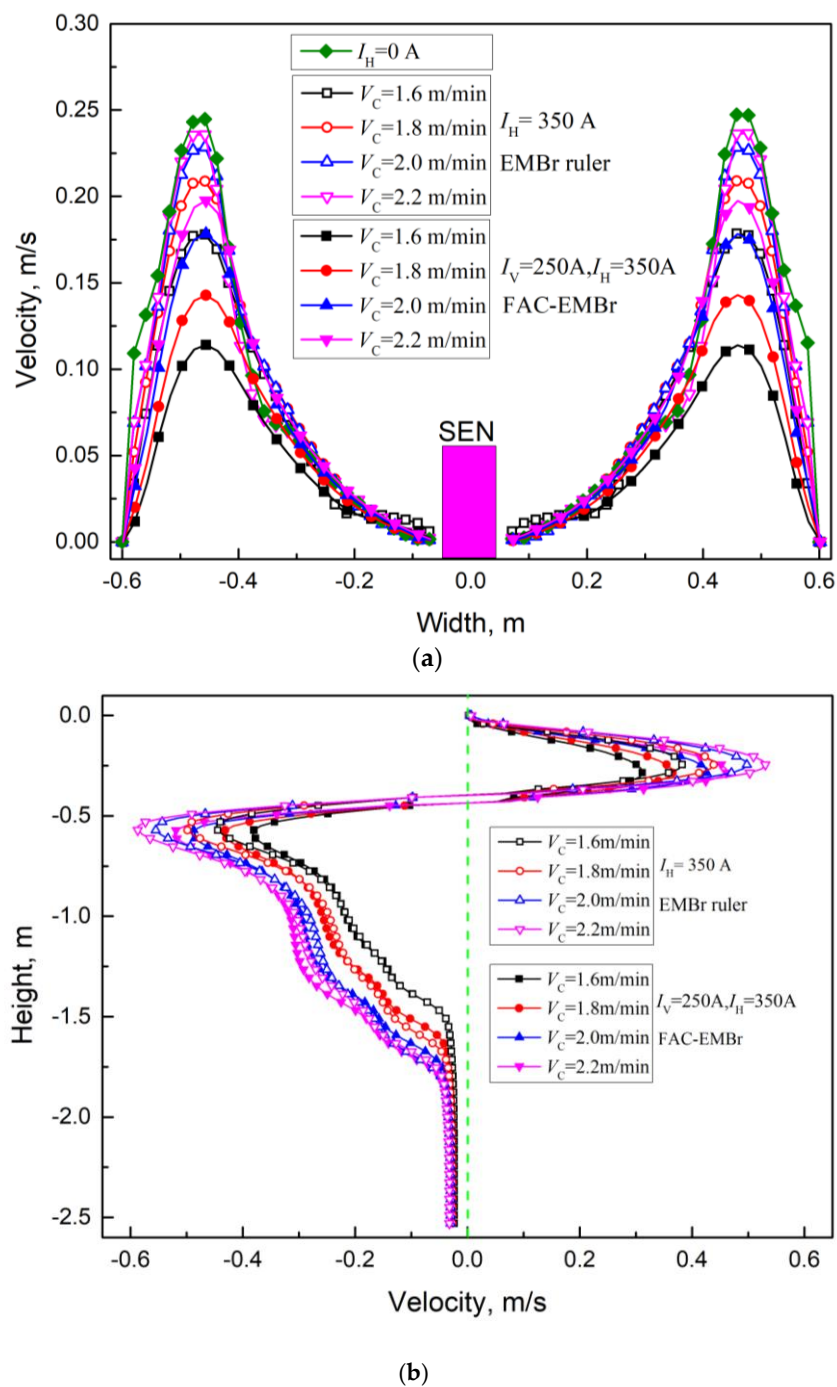 0.30
0.25
0.20
0.15
0.10
0.05
0.00
Velocity, m/s
I_H=0 A
V_C=1.6 m/min
V_C=1.8 m/min
V_C=2.0 m/min
V_C=2.2 m/min
I_H= 350 A
EMBr ruler
V_C=1.6 m/min
V_C=1.8 m/min
V_C=2.0 m/min
V_C=2.2 m/min
I_V=250A,I_H=350A
FAC-EMBr
SEN
-0.6 -0.4 -0.2 0.0 0.2 0.4 0.6
Width, m
(a)
0.0
-0.5
-1.0
-1.5
-2.0
-2.5
Height, m
V_C=1.6m/min
V_C=1.8m/min
V_C=2.0m/min
V_C=2.2m/min
I_H= 350 A
EMBr ruler
V_C=1.6m/min
V_C=1.8m/min
V_C=2.0m/min
V_C=2.2m/min
I_V=250A,I_H=350A
FAC-EMBr
-0.6 -0.4 -0.2 0.0 0.2 0.4 0.6
Velocity, m/s
(b)